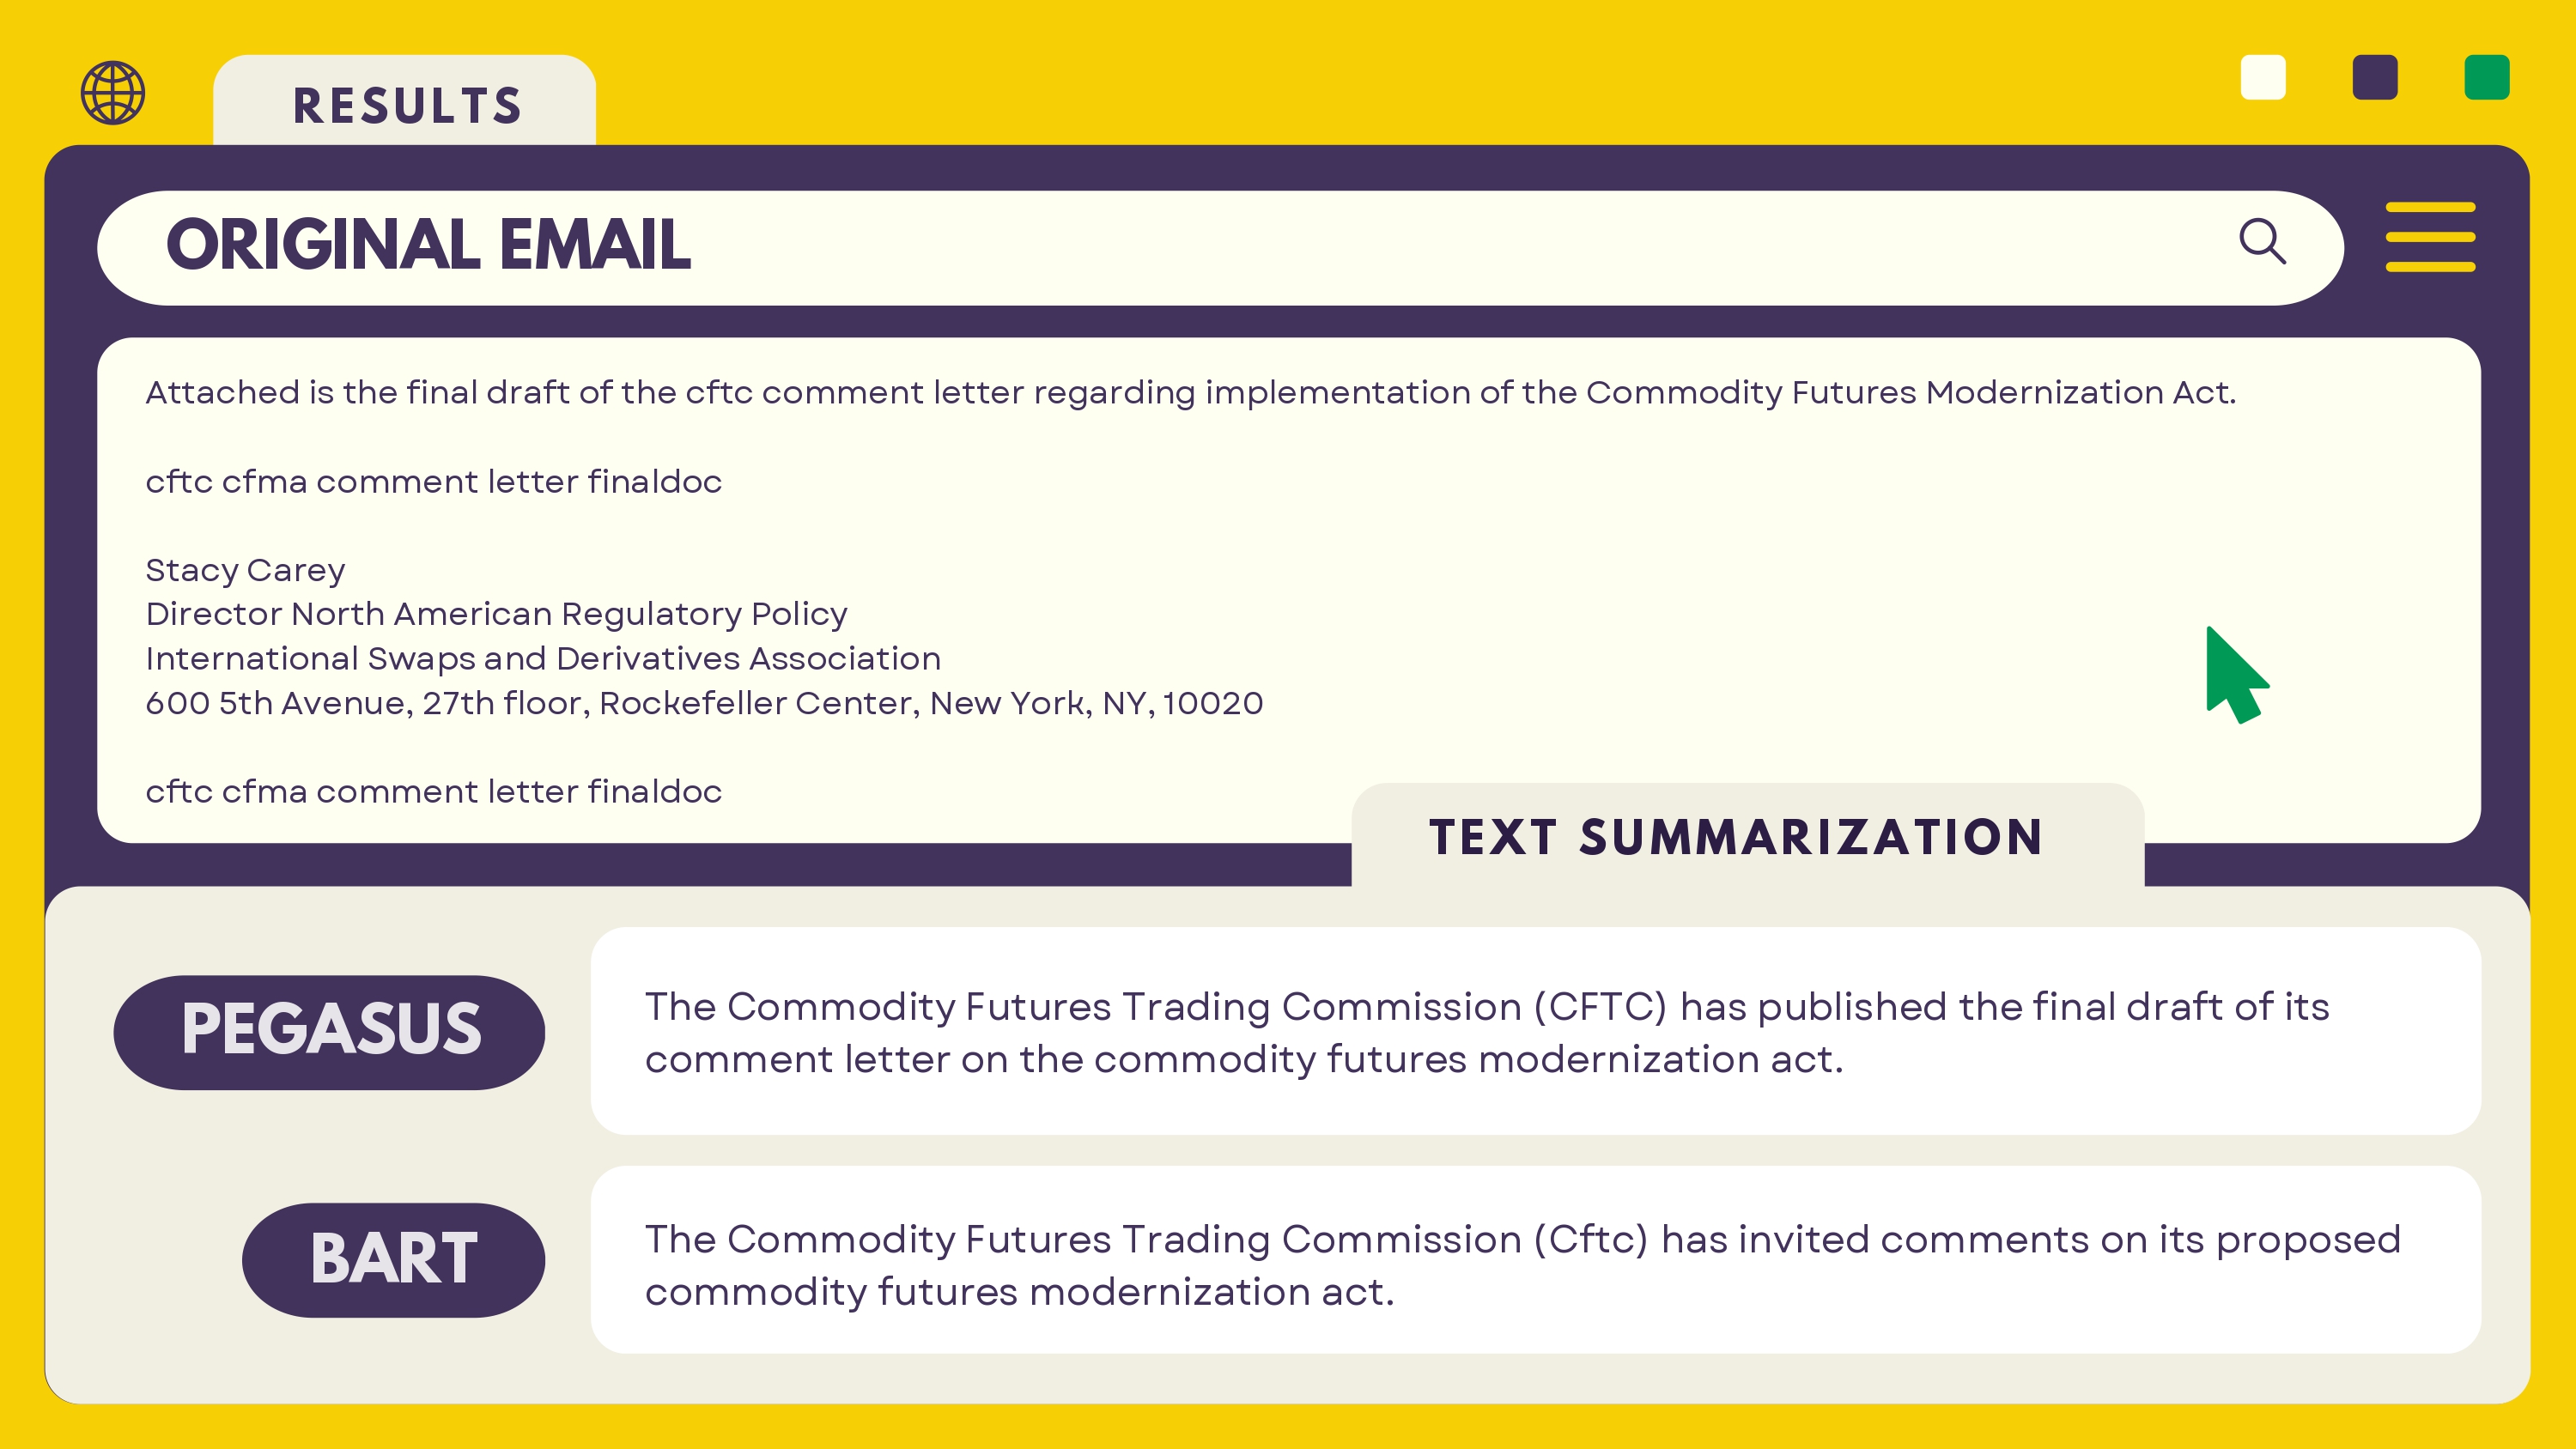 RESULTS
ORIGINAL EMAIL
Attached is the final draft of the cftc comment letter regarding implementation of the Commodity Futures Modernization Act.
cftc cfma comment letter finaldoc
Stacy Carey
Director North American Regulatory Policy
International Swaps and Derivatives Association
600 5th Avenue, 27th floor, Rockefeller Center, New York, NY, 10020
cftc cfma comment letter finaldoc
TEXT SUMMARIZATION
PEGASUS
The Commodity Futures Trading Commission (CFTC) has published the final draft of its
comment letter on the commodity futures modernization act.
BART
The Commodity Futures Trading Commission (Cftc) has invited comments on its proposed
commodity futures modernization act.